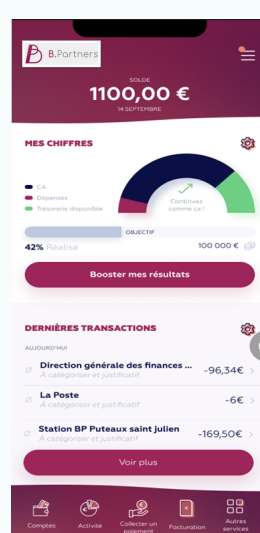 B.Partners
SOLDE
1100,00 €
14 SEPTEMBRE
MES CHIFFRES
CA
Dépenses
Trésorerie disponible
Continuez
comme ça !
OBJECTIF
42% Réalisé
100 000 €
Booster mes résultats
DERNIÈRES TRANSACTIONS
AUJOURD'HUI
Direction générale des finances ...
-96,34€
À catégoriser et justificatif
La Poste
-6€
À catégoriser et justificatif
Station BP Puteaux saint julien
-169,50€
À catégoriser et justificatif
Voir plus
Comptes
Activité
Collecter un
paiement
Facturation
Autres
services